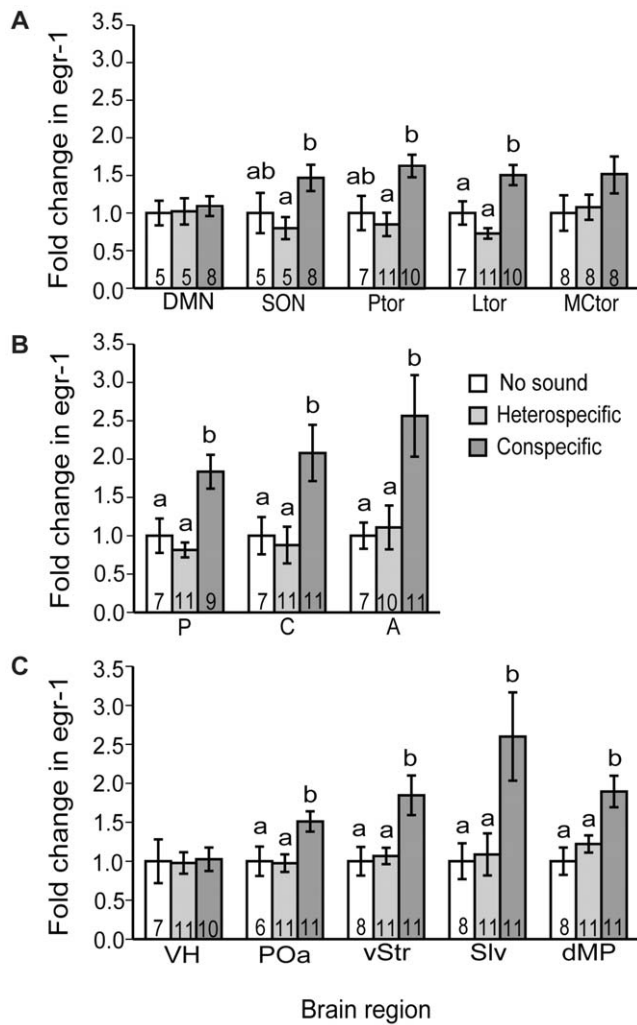 A
Fold change in egr-1
3.5
3.0
2.5
2.0
1.5
1.0
0.5
0.0
ab a b ab a b a a b
5 5 8 5 5 8 7 11 10 7 11 10 8 8 8
DMN SON Ptor Ltor MCtor
B
Fold change in egr-1
3.5
3.0
2.5
2.0
1.5
1.0
0.5
0.0
No sound
Heterospecific
Conspecific
a a b a a b a a b
7 11 9 7 11 11 7 10 11
P C A
C
Fold change in egr-1
3.5
3.0
2.5
2.0
1.5
1.0
0.5
0.0
a a b a a b a a b a a b
7 11 10 6 11 11 8 11 11 8 11 11 8 11 11
VH POa vStr Slv dMP
Brain region